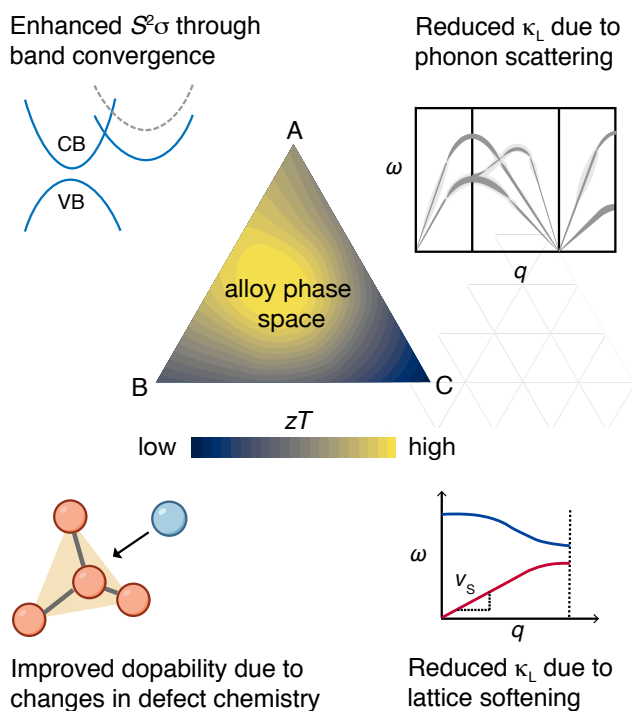 Enhanced S²σ through
band convergence
CB
VB
Reduced κL due to
phonon scattering
ω
q
A
alloy phase
space
B
C
zT
low
high
Improved dopability due to
changes in defect chemistry
ω
vS
q
Reduced κL due to
lattice softening